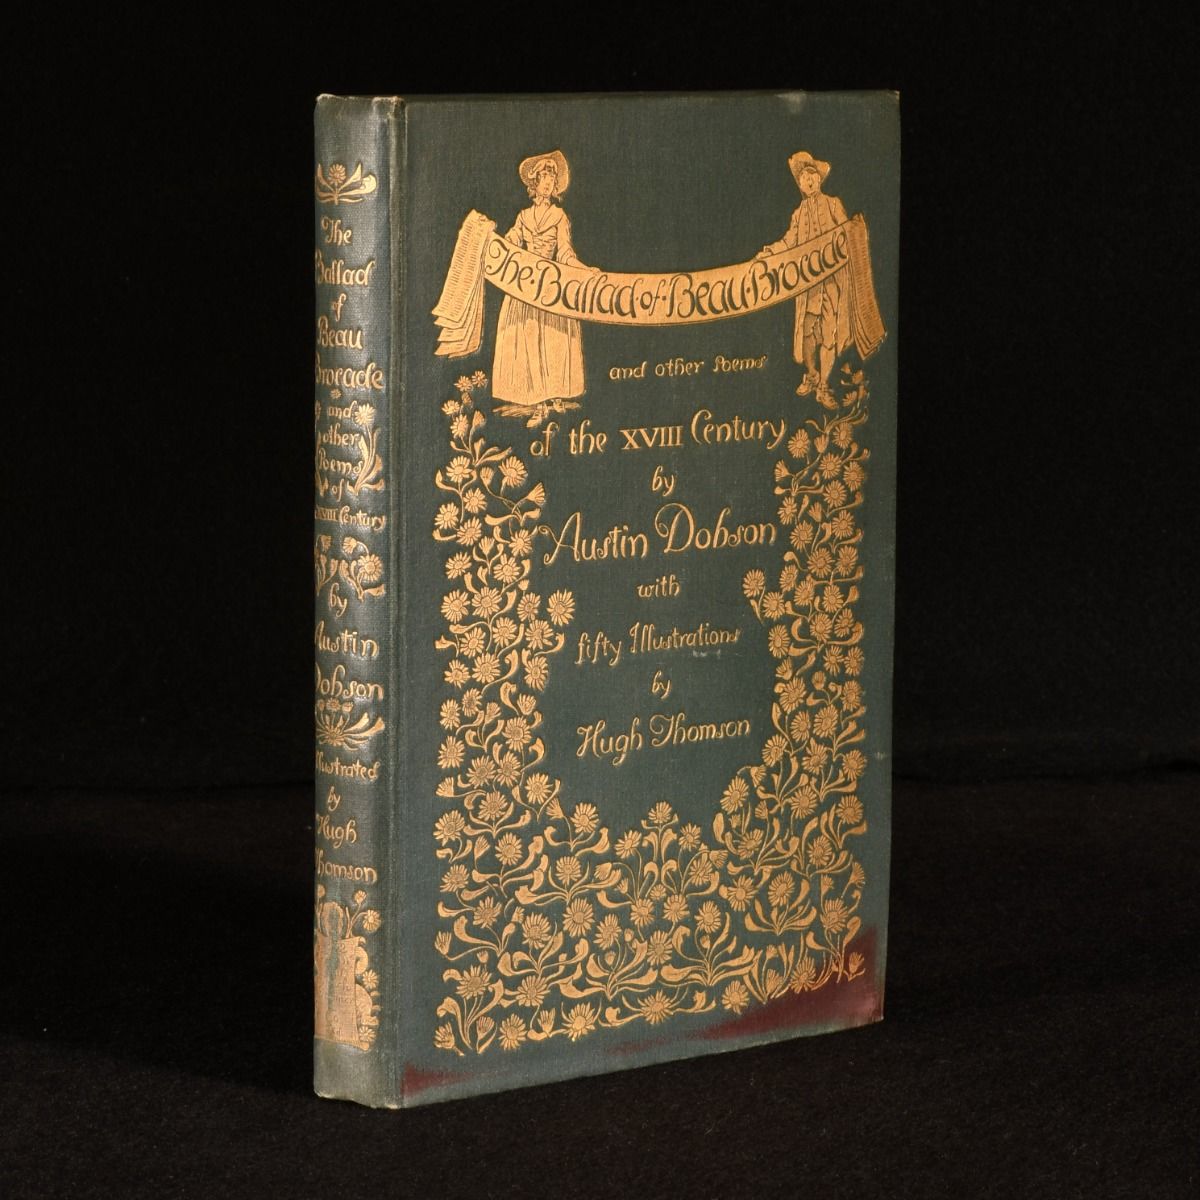 The
Ballad
of
Beau
Brocade
and
other
Poems
of
XVIII Century
by
Austin
Dobson
Illustrated
by
Hugh
Thomson
The·Ballad·of·Beau·Brocade
and other Poems
of the XVIII Century
by
Austin Dobson
with
fifty Illustrations
by
Hugh Thomson